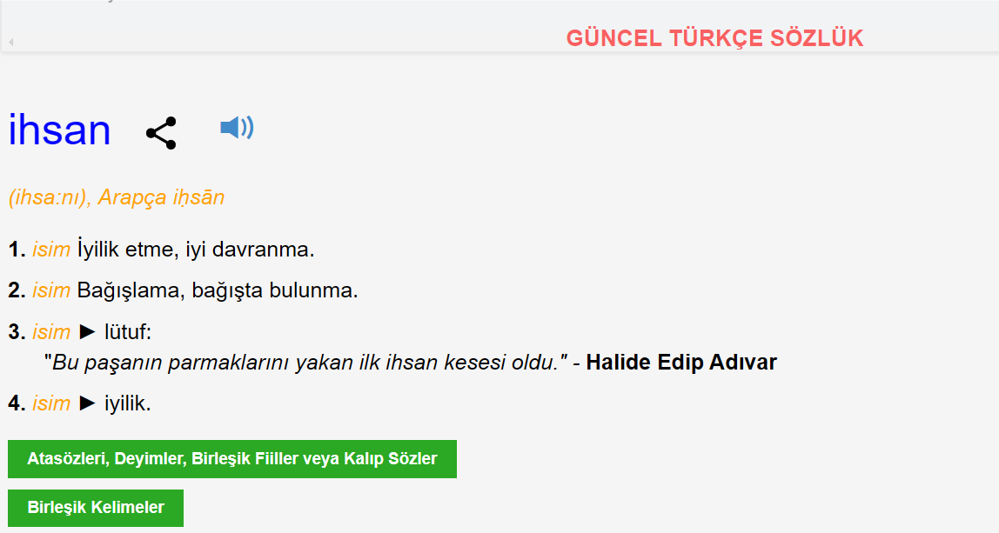 GÜNCEL TÜRKÇE SÖZLÜK
ihsan
(ihsa:nı), Arapça iḥsān
1. isim İyilik etme, iyi davranma.
2. isim Bağışlama, bağışta bulunma.
3. isim ► lütuf:
"Bu paşanın parmaklarını yakan ilk ihsan kesesi oldu." - Halide Edip Adıvar
4. isim ► iyilik.
Atasözleri, Deyimler, Birleşik Fiiller veya Kalıp Sözler
Birleşik Kelimeler